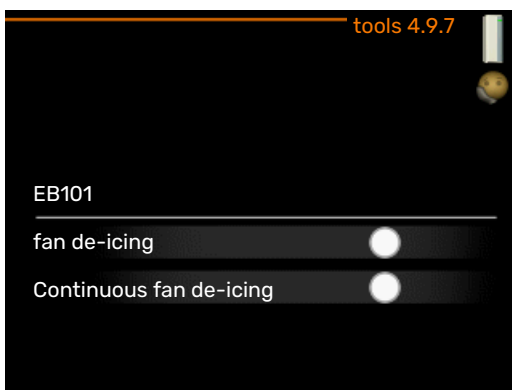 tools 4.9.7
EB101
fan de-icing
Continuous fan de-icing